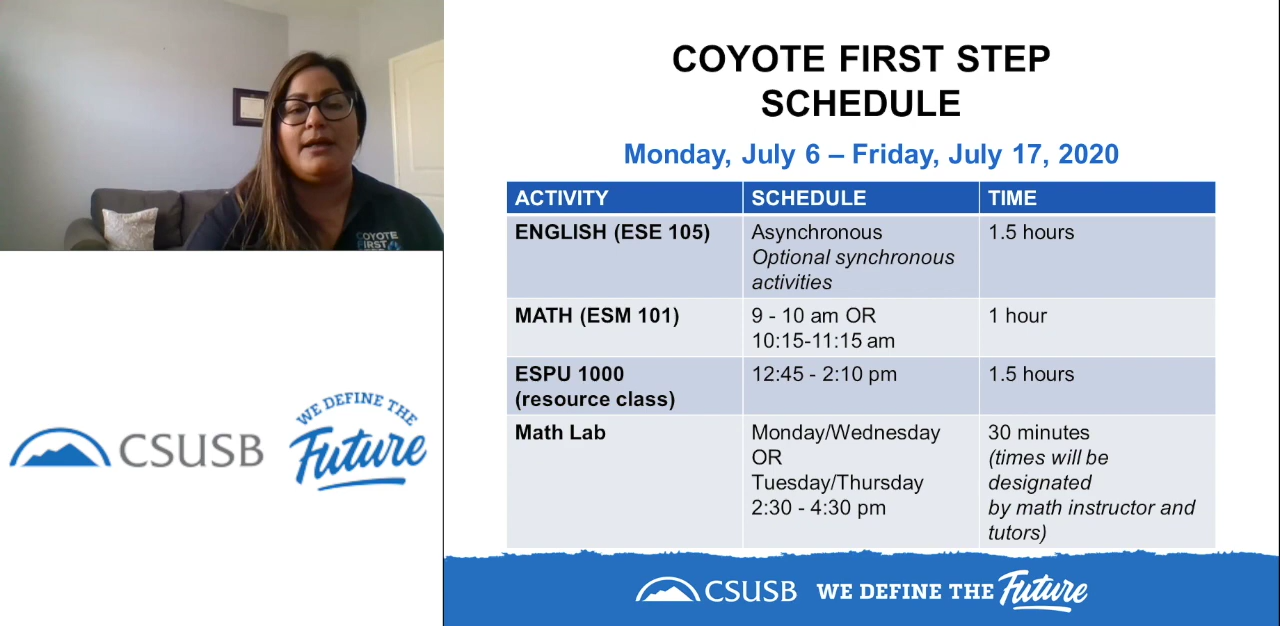 COYOTE
FIRST
CSUSB
WE DEFINE THE
Future
COYOTE FIRST STEP
SCHEDULE
Monday, July 6 – Friday, July 17, 2020
ACTIVITY SCHEDULE TIME
ENGLISH (ESE 105) Asynchronous 1.5 hours
Optional synchronous
activities
MATH (ESM 101) 9 - 10 am OR 1 hour
10:15-11:15 am
ESPU 1000 12:45 - 2:10 pm 1.5 hours
(resource class)
Math Lab Monday/Wednesday 30 minutes
OR (times will be
Tuesday/Thursday designated
2:30 - 4:30 pm by math instructor and
tutors)
CSUSB WE DEFINE THE Future